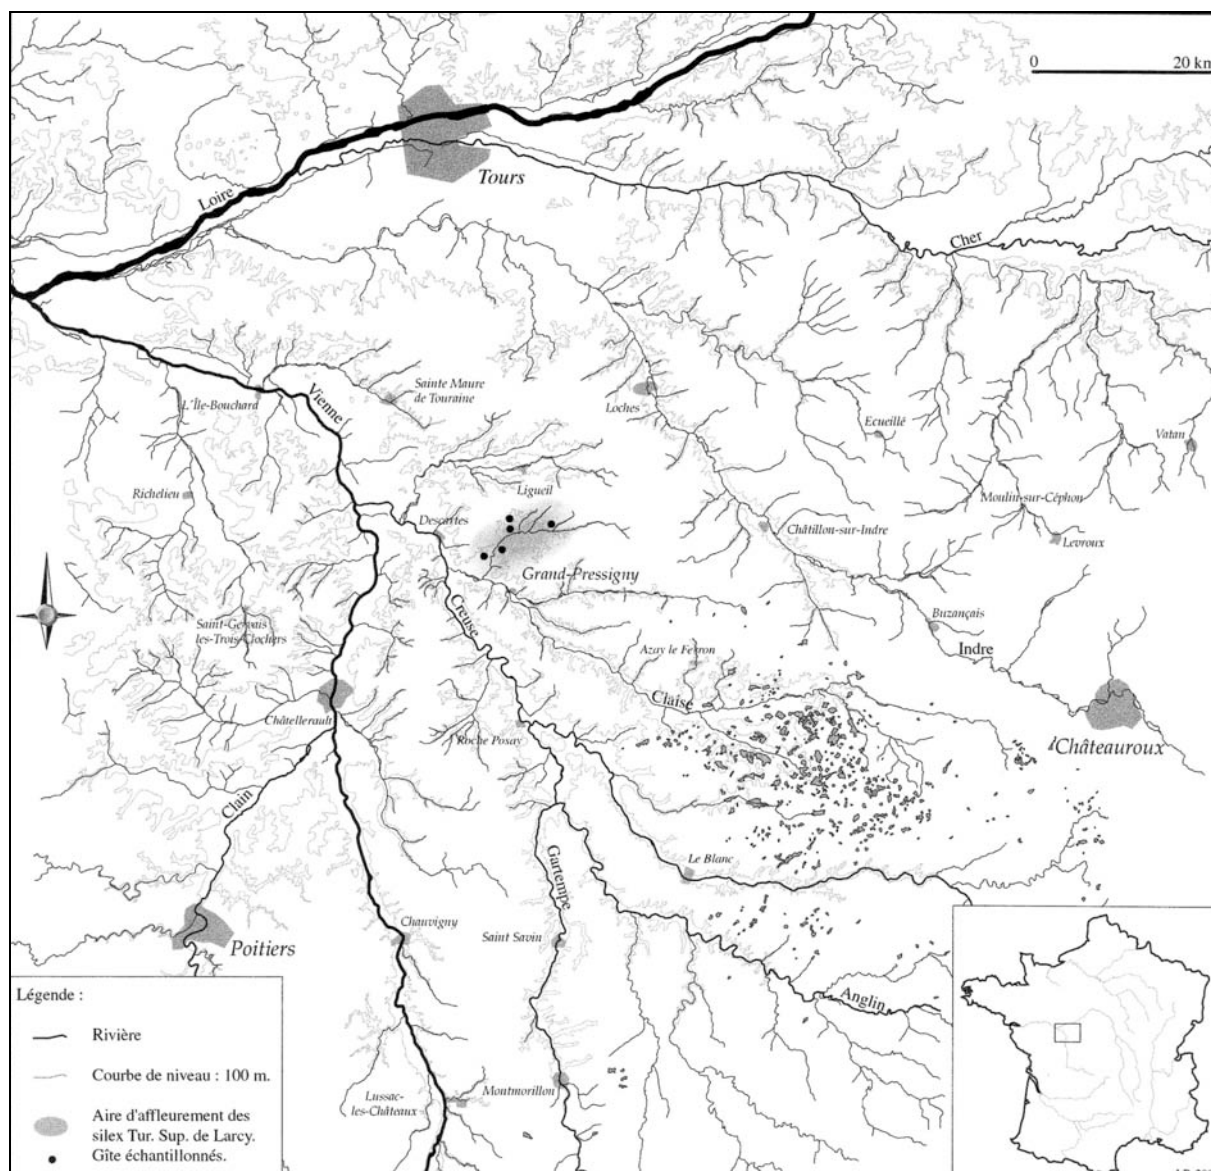 0 20 km
Tours
Loire
Cher
Vienne
Sainte Maure
de Touraine
L'Île-Bouchard
Loches
Ecueillé
Vatan
Richelieu
Ligueil
Moulin-sur-Céphon
Descartes
Châtillon-sur-Indre
Levroux
Grand-Pressigny
Creuse
Saint-Gervais
les-Trois-Clochers
Buzançais
Azay le Ferron
Indre
Claise
Châtellerault
Roche Posay
Châteauroux
Clain
Gartempe
Le Blanc
Chauvigny
Saint Savin
Poitiers
Anglin
Légende :
Rivière
Courbe de niveau : 100 m.
Aire d'affleurement des
silex Tur. Sup. de Larcy.
Gîte échantillonnés.
Lussac-
les-Châteaux
Montmorillon